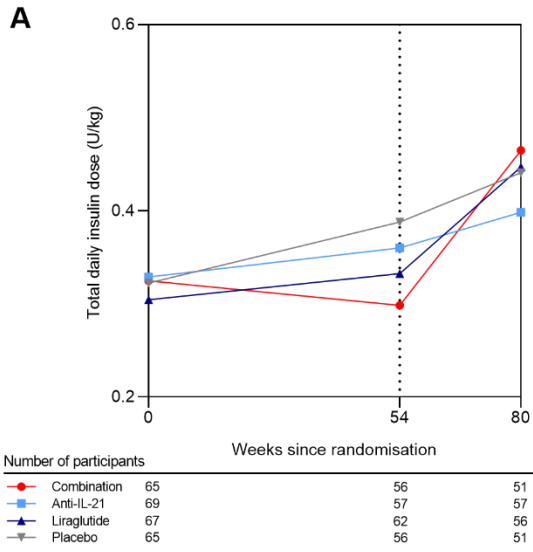 A
Total daily insulin dose (U/kg)
0.6
0.4
0.2
0 54 80
Weeks since randomisation
Number of participants
Combination 65 56 51
Anti-IL-21 69 57 57
Liraglutide 67 62 56
Placebo 65 56 51